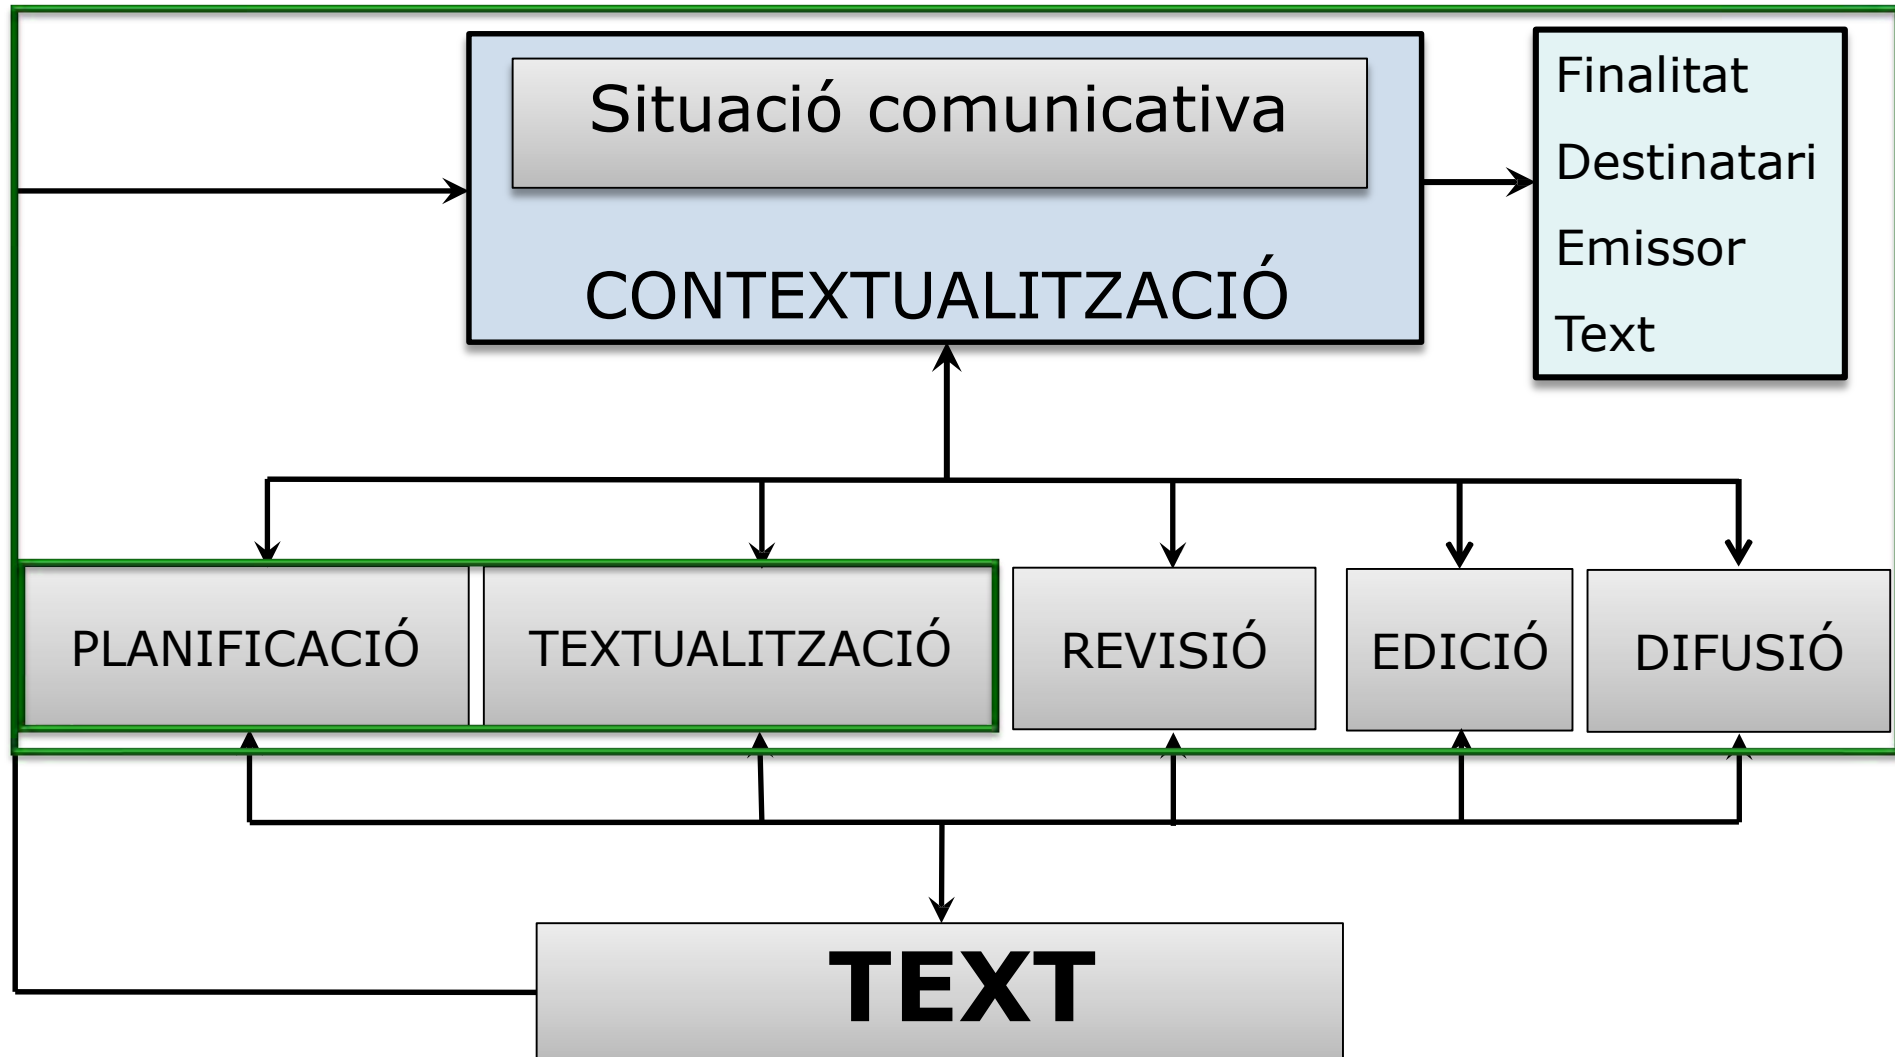 Situació comunicativa
CONTEXTUALITZACIÓ
Finalitat
Destinatari
Emissor
Text
PLANIFICACIÓ
TEXTUALITZACIÓ
REVISIÓ
EDICIÓ
DIFUSIÓ
TEXT